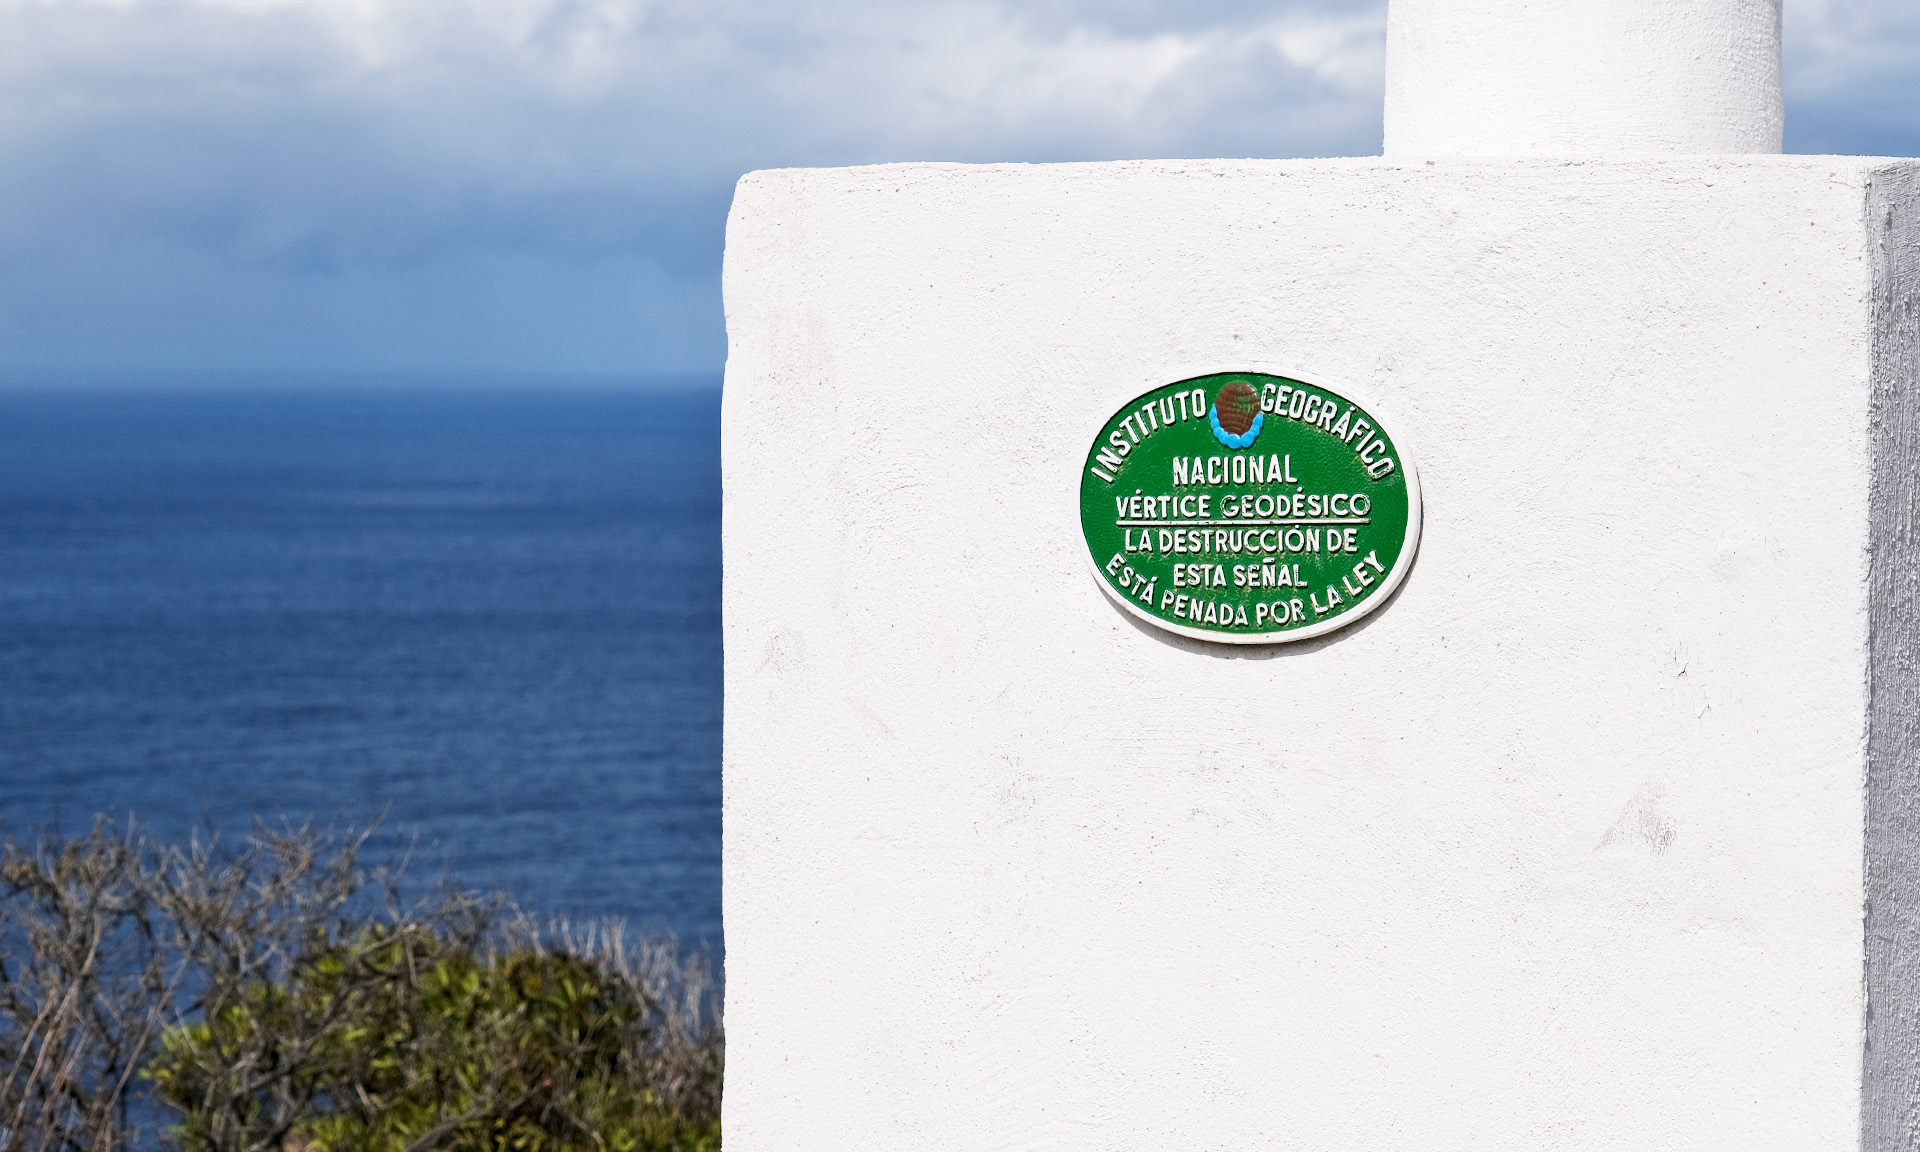 INSTITUTO GEOGRÁFICO
NACIONAL
VÉRTICE GEODÉSICO
LA DESTRUCCIÓN DE
ESTA SEÑAL
ESTÁ PENADA POR LA LEY